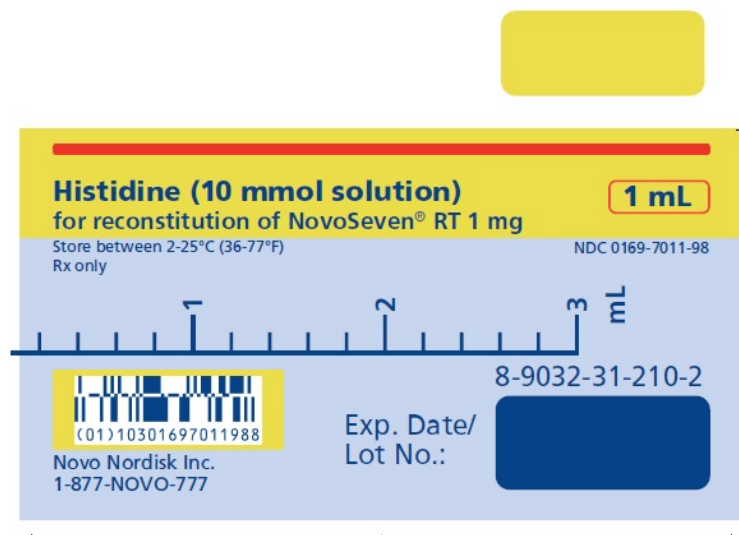 Histidine (10 mmol solution)
1 mL
for reconstitution of NovoSeven® RT 1 mg
Store between 2-25°C (36-77°F)
NDC 0169-7011-98
Rx only
1 2 3 mL
8-9032-31-210-2
(01)10301697011988
Exp. Date/
Lot No.:
Novo Nordisk Inc.
1-877-NOVO-777